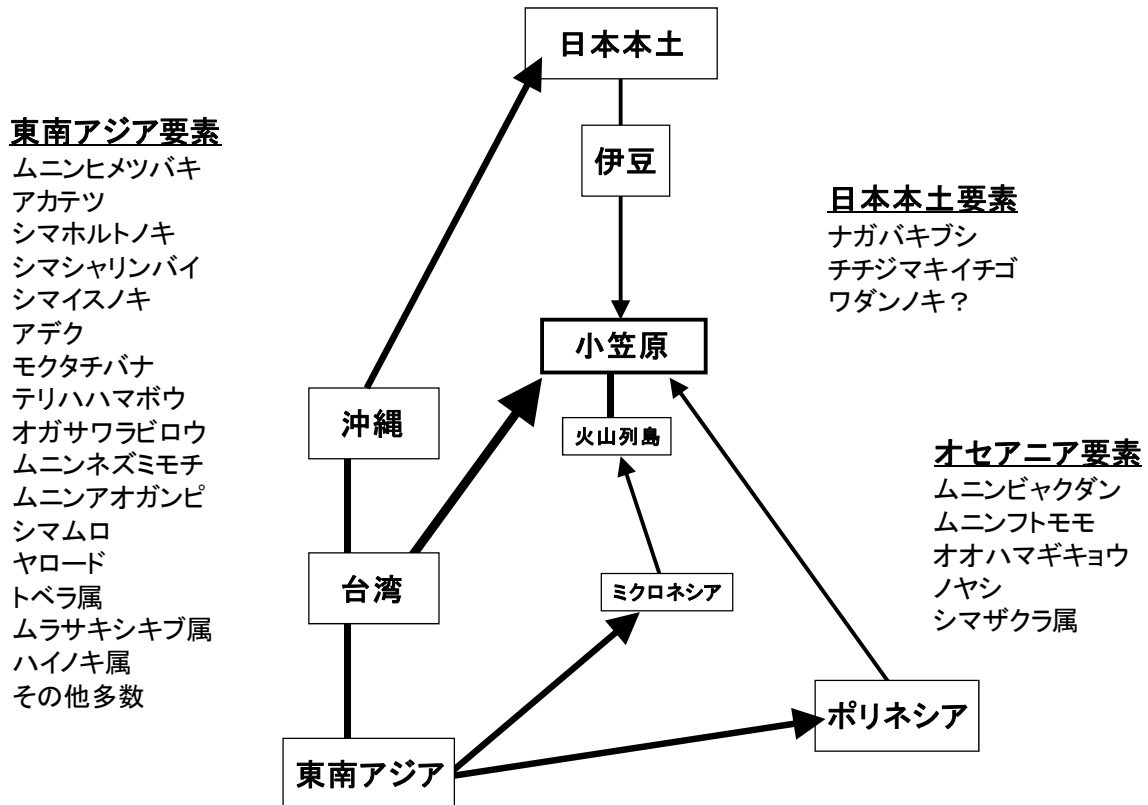 日本本土
伊豆
東南アジア要素
ムニンヒメツバキ
アカテツ
シマホルトノキ
シマシャリンバイ
シマイスノキ
アデク
モクタチバナ
テリハハマボウ
オガサワラビロウ
ムニンネズミモチ
ムニンアオガンピ
シマムロ
ヤロード
トベラ属
ムラサキシキブ属
ハイノキ属
その他多数
日本本土要素
ナガバキブシ
チチジマキイチゴ
ワダンノキ？
小笠原
沖縄
火山列島
オセアニア要素
ムニンビャクダン
ムニンフトモモ
オオハマギキョウ
ノヤシ
シマザクラ属
台湾
ミクロネシア
ポリネシア
東南アジア